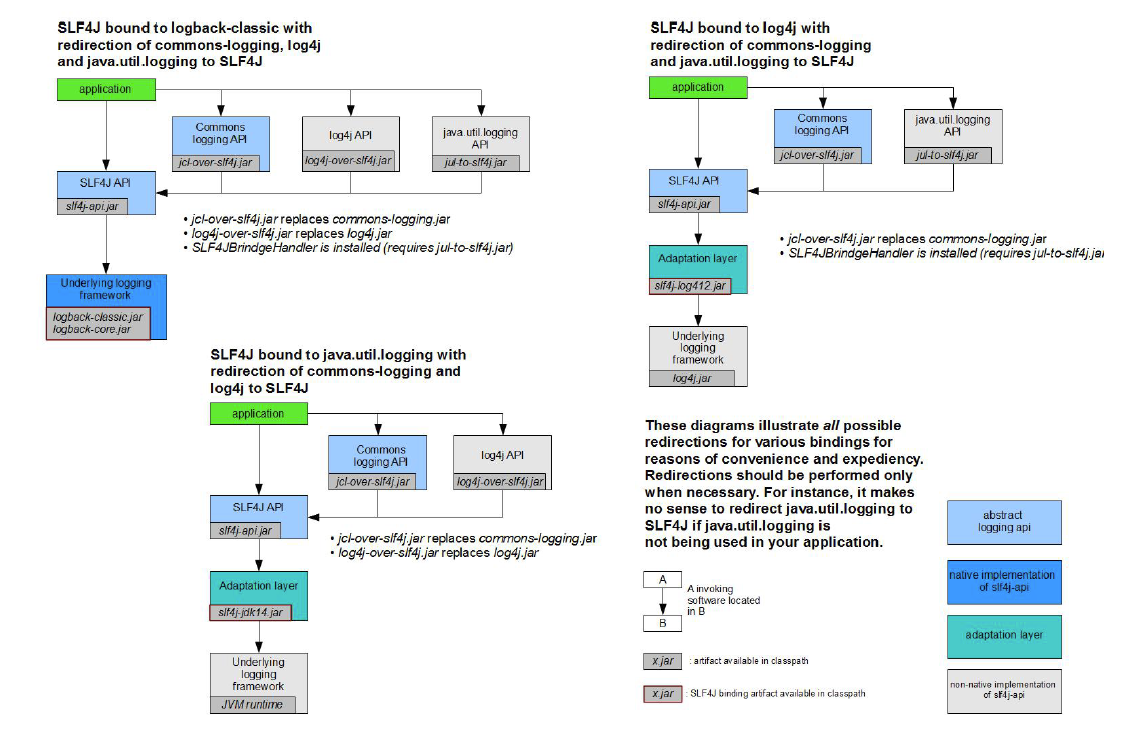 SLF4J bound to logback-classic with
redirection of commons-logging, log4j
and java.util.logging to SLF4J
application
Commons
logging API
jcl-over-slf4j.jar
log4j API
log4j-over-slf4j.jar
java.util.logging
API
jul-to-slf4j.jar
SLF4J API
slf4j-api.jar
• jcl-over-slf4j.jar replaces commons-logging.jar
• log4j-over-slf4j.jar replaces log4j.jar
• SLF4JBrindgeHandler is installed (requires jul-to-slf4j.jar)
Underlying logging
framework
logback-classic.jar
logback-core.jar
SLF4J bound to log4j with
redirection of commons-logging
and java.util.logging to SLF4J
application
Commons
logging API
jcl-over-slf4j.jar
java.util.logging
API
jul-to-slf4j.jar
SLF4J API
slf4j-api.jar
• jcl-over-slf4j.jar replaces commons-logging.jar
• SLF4JBrindgeHandler is installed (requires jul-to-slf4j.jar
Adaptation layer
slf4j-log412.jar
Underlying
logging
framework
log4j.jar
SLF4J bound to java.util.logging with
redirection of commons-logging and
log4j to SLF4J
application
Commons
logging API
jcl-over-slf4j.jar
log4j API
log4j-over-slf4j.jar
SLF4J API
slf4j-api.jar
• jcl-over-slf4j.jar replaces commons-logging.jar
• log4j-over-slf4j.jar replaces log4j.jar
Adaptation layer
slf4j-jdk14.jar
Underlying
logging
framework
JVM runtime
These diagrams illustrate all possible
redirections for various bindings for
reasons of convenience and expediency.
Redirections should be performed only
when necessary. For instance, it makes
no sense to redirect java.util.logging to
SLF4J if java.util.logging is
not being used in your application.
A
A invoking
software located
in B
B
x.jar : artifact available in classpath
x.jar : SLF4J binding artifact available in classpath
abstract
logging api
native implementation
of slf4j-api
adaptation layer
non-native implementation
of slf4j-api